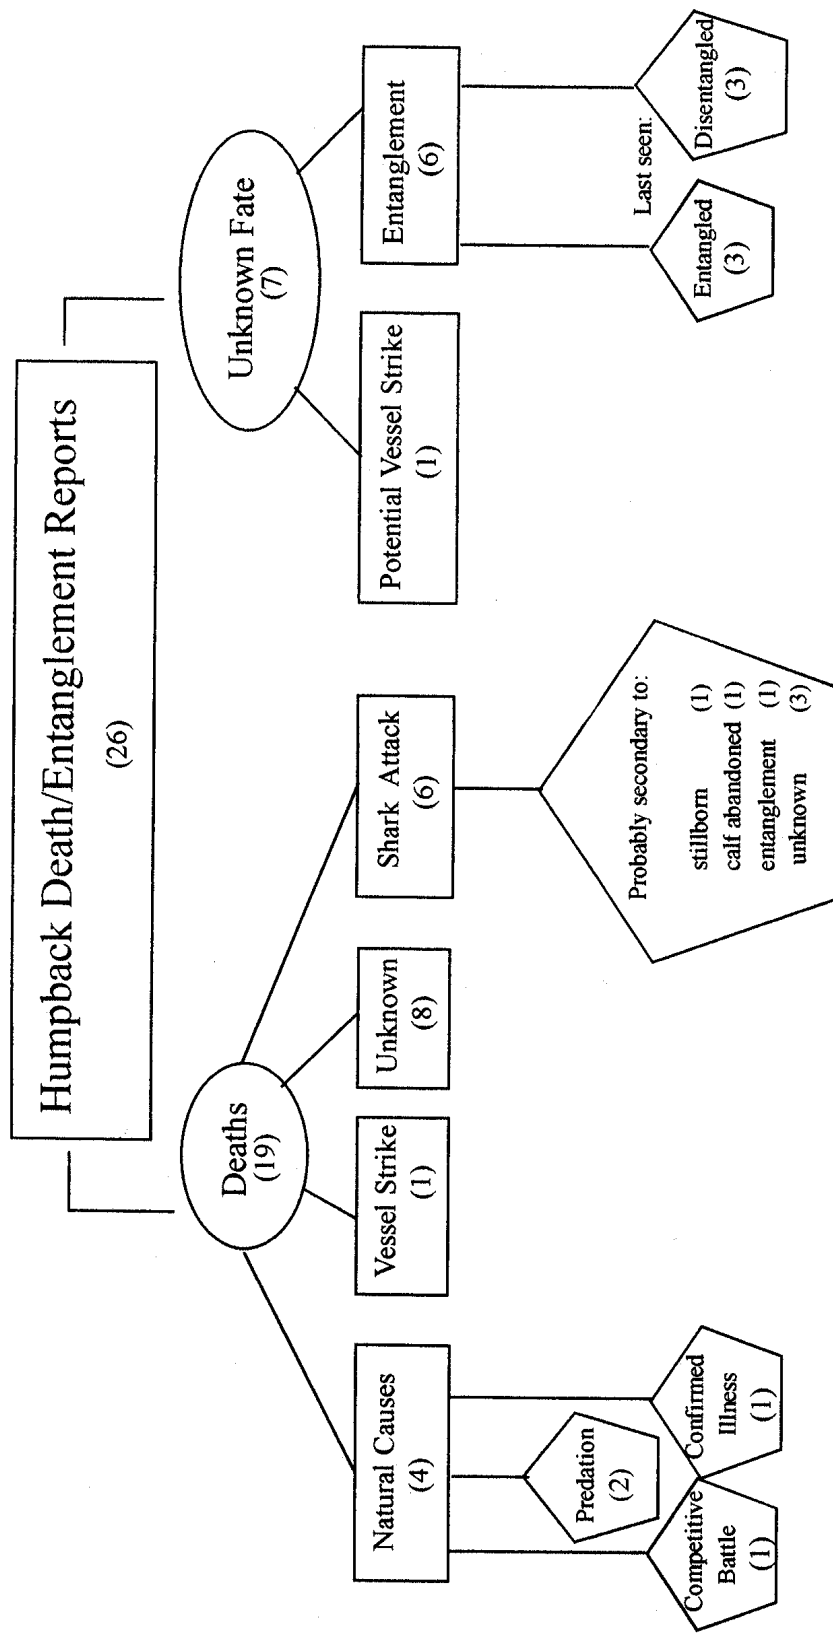 Humpback Death/Entanglement Reports
(26)
Deaths
(19)
Unknown Fate
(7)
Natural Causes
(4)
Vessel Strike
(1)
Unknown
(8)
Shark Attack
(6)
Potential Vessel Strike
(1)
Entanglement
(6)
Predation
(2)
Competitive
Battle
(1)
Confirmed
Illness
(1)
Probably secondary to:
stillborn (1)
calf abandoned (1)
entanglement (1)
unknown (3)
Last seen:
Entangled
(3)
Disentangled
(3)